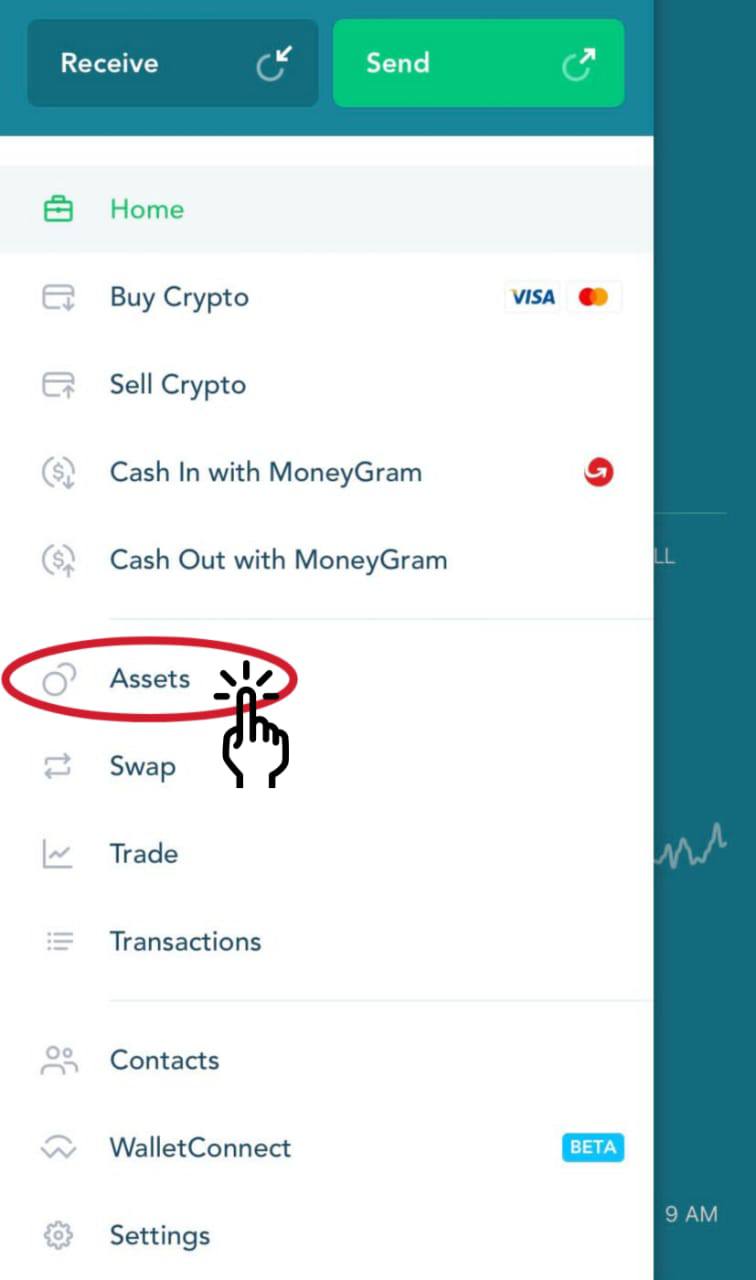 Receive
Send
Home
Buy Crypto VISA
Sell Crypto
Cash In with MoneyGram
Cash Out with MoneyGram
LL
Assets
Swap
Trade
Transactions
Contacts
WalletConnect BETA
9 AM
Settings